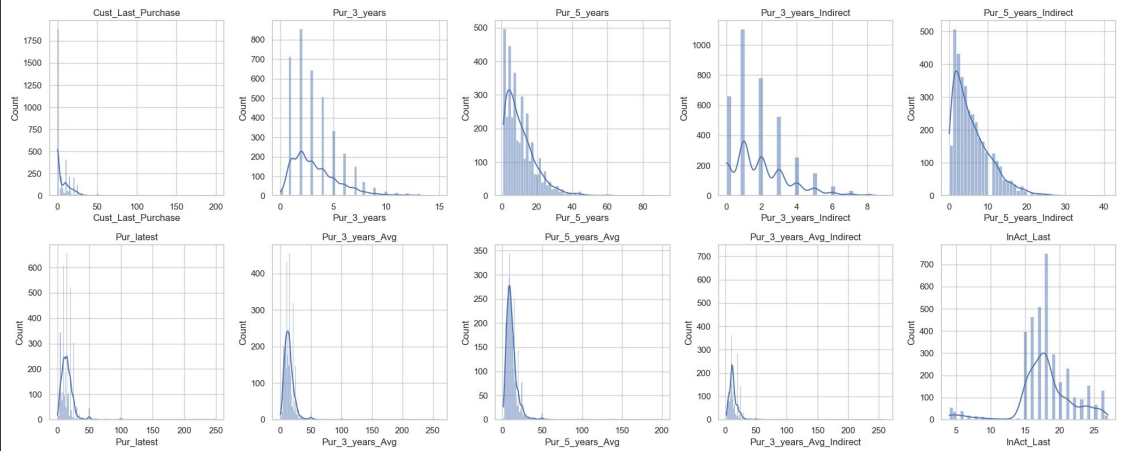 Cust_Last_Purchase
Count
1750
1500
1250
1000
750
500
250
0
0 50 100 150 200
Cust_Last_Purchase
Pur_3_years
Count
800
700
600
500
400
300
200
100
0
0 5 10 15
Pur_3_years
Pur_5_years
Count
500
400
300
200
100
0
0 20 40 60 80
Pur_5_years
Pur_3_years_Indirect
Count
1000
800
600
400
200
0
0 2 4 6 8
Pur_3_years_Indirect
Pur_5_years_Indirect
Count
500
400
300
200
100
0
0 10 20 30 40
Pur_5_years_Indirect
Pur_latest
Count
600
500
400
300
200
100
0
0 50 100 150 200 250
Pur_latest
Pur_3_years_Avg
Count
400
300
200
100
0
0 50 100 150 200 250
Pur_3_years_Avg
Pur_5_years_Avg
Count
350
300
250
200
150
100
50
0
0 50 100 150 200
Pur_5_years_Avg
Pur_3_years_Avg_Indirect
Count
700
600
500
400
300
200
100
0
0 50 100 150 200 250
Pur_3_years_Avg_Indirect
InAct_Last
Count
700
600
500
400
300
200
100
0
5 10 15 20 25
InAct_Last